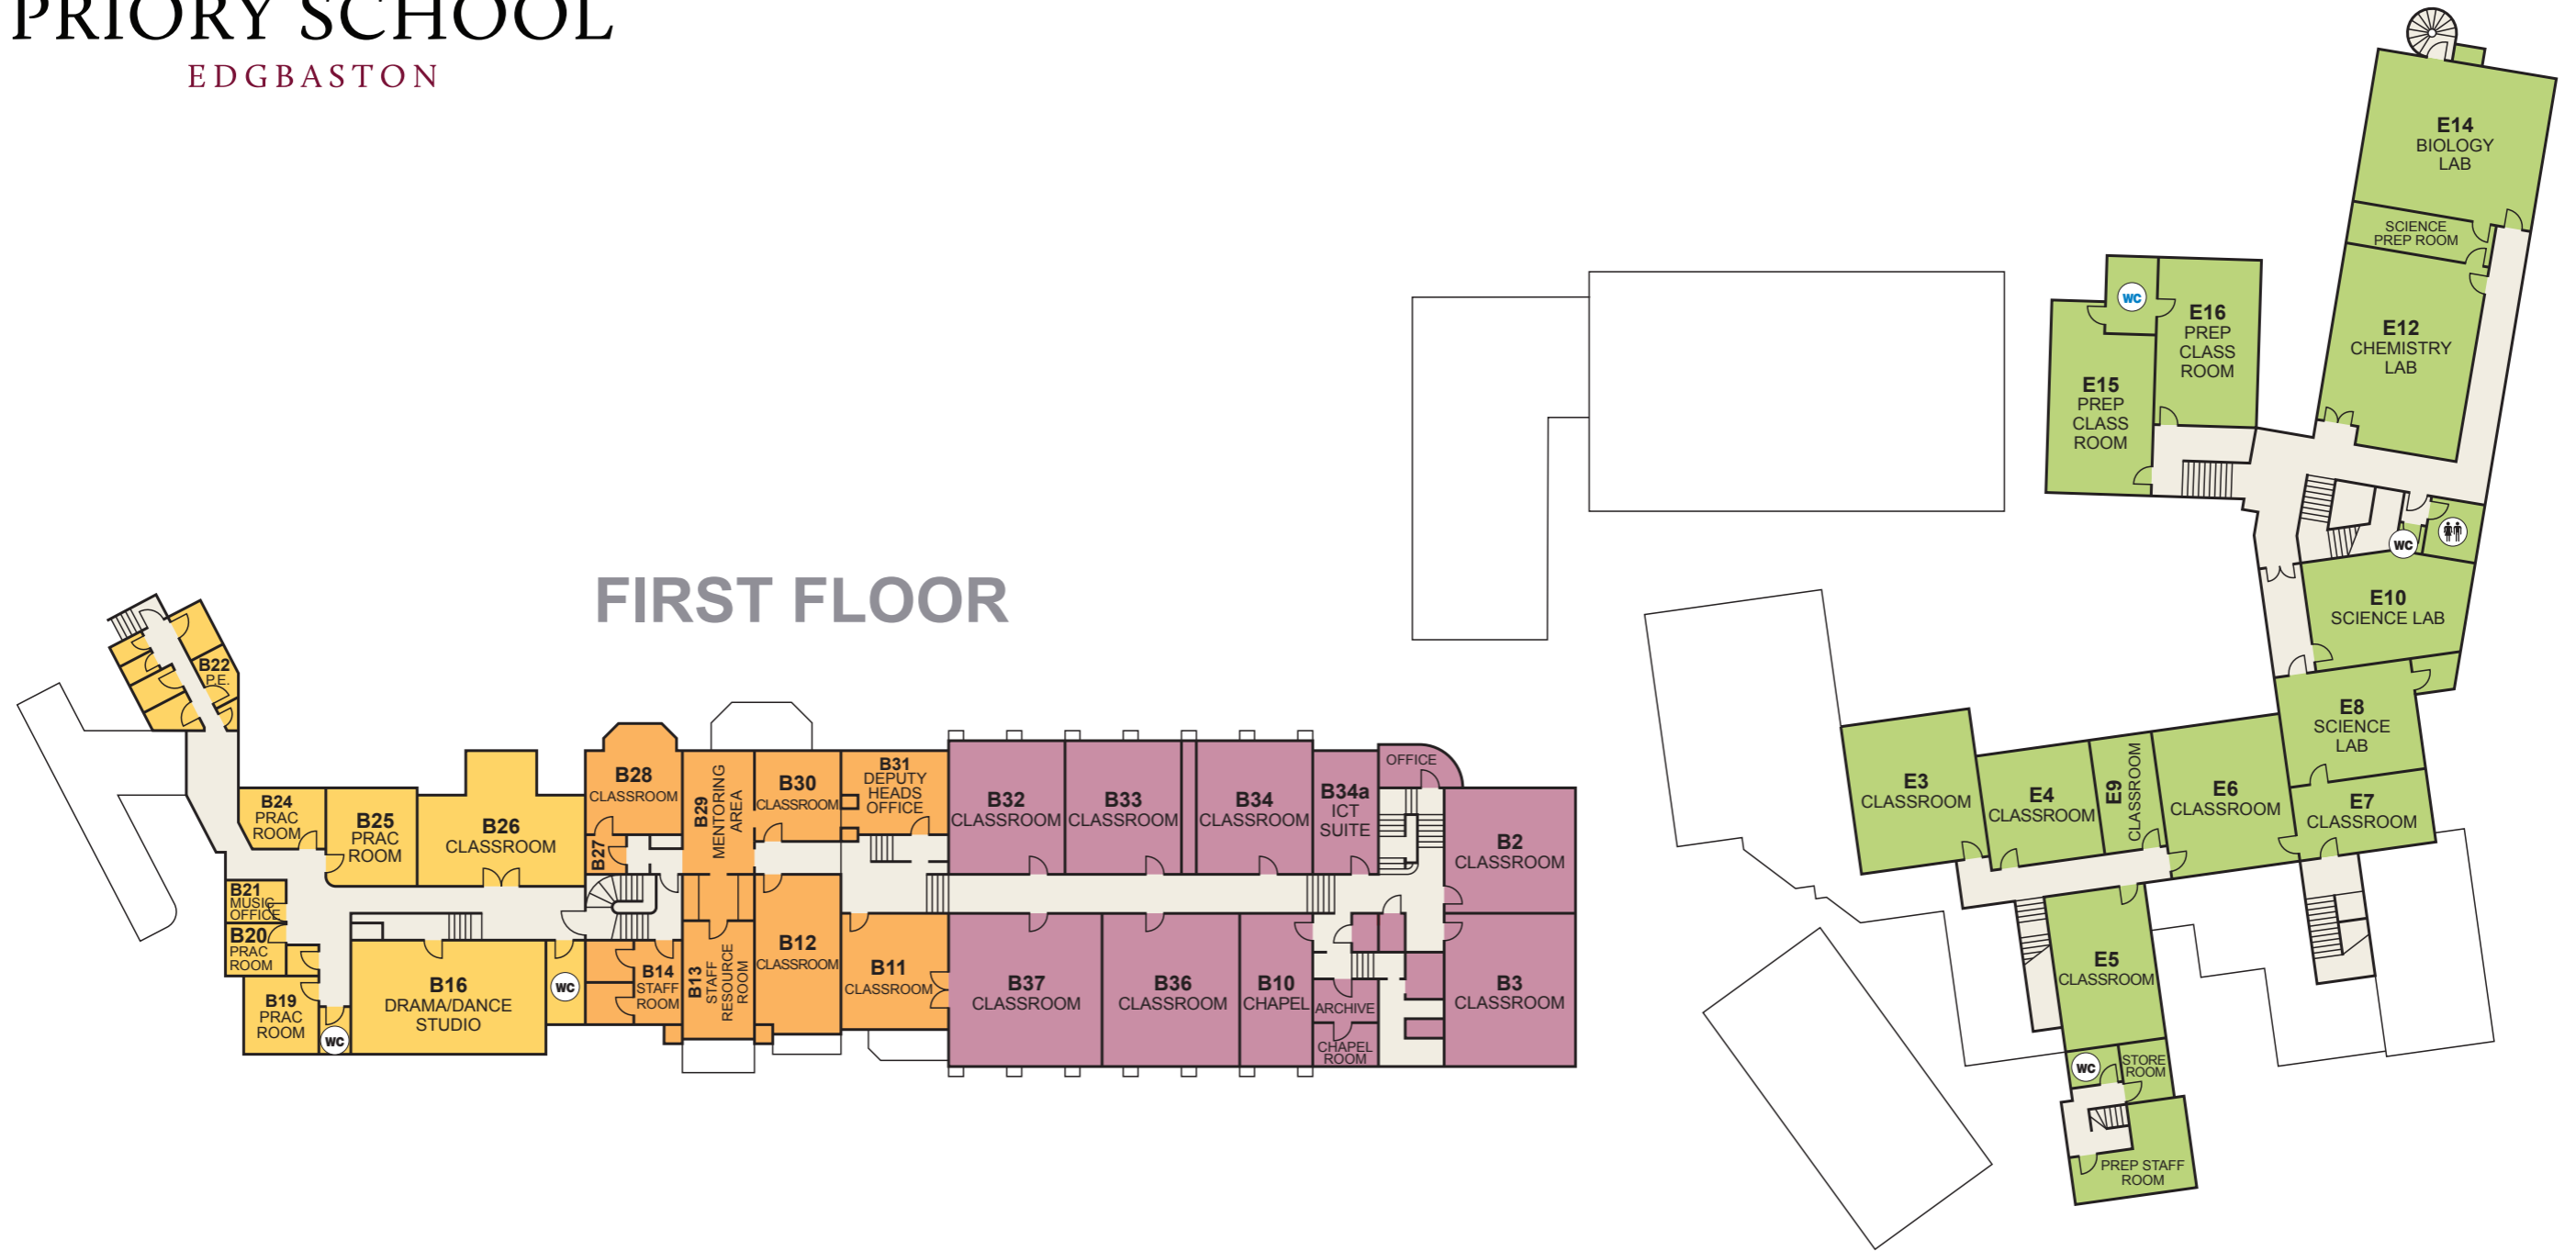 PRIORY SCHOOL
EDGBASTON
FIRST FLOOR
B22
P.E.
B24
PRAC
ROOM
B25
PRAC
ROOM
B26
CLASSROOM
B21
MUSIC
OFFICE
B20
PRAC
ROOM
B19
PRAC
ROOM
WC
B16
DRAMA/DANCE
STUDIO
WC
B28
CLASSROOM
B27
B14
STAFF
ROOM
B29
MENTORING
AREA
B13
STAFF
RESOURCE
ROOM
B30
CLASSROOM
B12
CLASSROOM
B31
DEPUTY
HEADS
OFFICE
B11
CLASSROOM
B32
CLASSROOM
B33
CLASSROOM
B34
CLASSROOM
B34a
ICT
SUITE
OFFICE
B2
CLASSROOM
B37
CLASSROOM
B36
CLASSROOM
B10
CHAPEL
ARCHIVE
CHAPEL
ROOM
B3
CLASSROOM
E14
BIOLOGY
LAB
SCIENCE
PREP ROOM
E12
CHEMISTRY
LAB
WC
E16
PREP
CLASS
ROOM
E15
PREP
CLASS
ROOM
WC
E10
SCIENCE LAB
E8
SCIENCE
LAB
E7
CLASSROOM
E3
CLASSROOM
E4
CLASSROOM
E9
CLASSROOM
E6
CLASSROOM
E5
CLASSROOM
WC
STORE
ROOM
PREP STAFF
ROOM